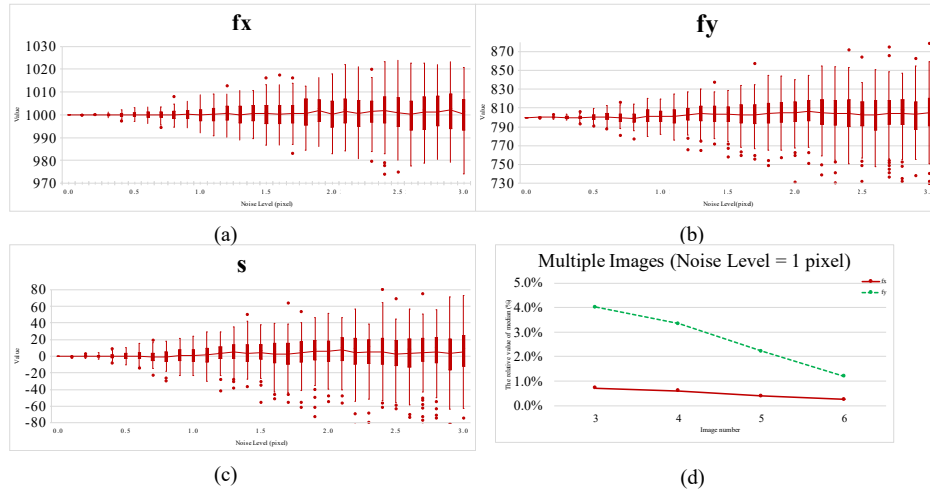 fx
1030
1020
1010
1000
990
980
970
Value
0.0 0.5 1.0 1.5 2.0 2.5 3.0
Noise Level (pixel)
(a)
fy
870
850
830
810
790
770
750
730
Value
0.0 0.5 1.0 1.5 2.0 2.5 3.0
Noise Level(pixel)
(b)
s
80
60
40
20
0
-20
-40
-60
-80
Value
0.0 0.5 1.0 1.5 2.0 2.5 3.0
Noise Level (pixel)
(c)
Multiple Images (Noise Level = 1 pixel)
fx
fy
5.0%
4.0%
3.0%
2.0%
1.0%
0.0%
The relative value of median (%)
3 4 5 6
Image number
(d)